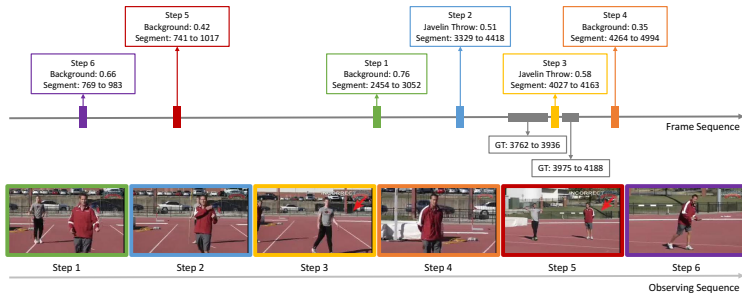 Step 5
Background: 0.42
Segment: 741 to 1017
Step 2
Javelin Throw: 0.51
Segment: 3329 to 4418
Step 4
Background: 0.35
Segment: 4264 to 4994
Step 6
Background: 0.66
Segment: 769 to 983
Step 1
Background: 0.76
Segment: 2454 to 3052
Step 3
Javelin Throw: 0.58
Segment: 4027 to 4163
Frame Sequence
GT: 3762 to 3936
GT: 3975 to 4188
INCORRECT
INCORRECT
Step 1
Step 2
Step 3
Step 4
Step 5
Step 6
Observing Sequence